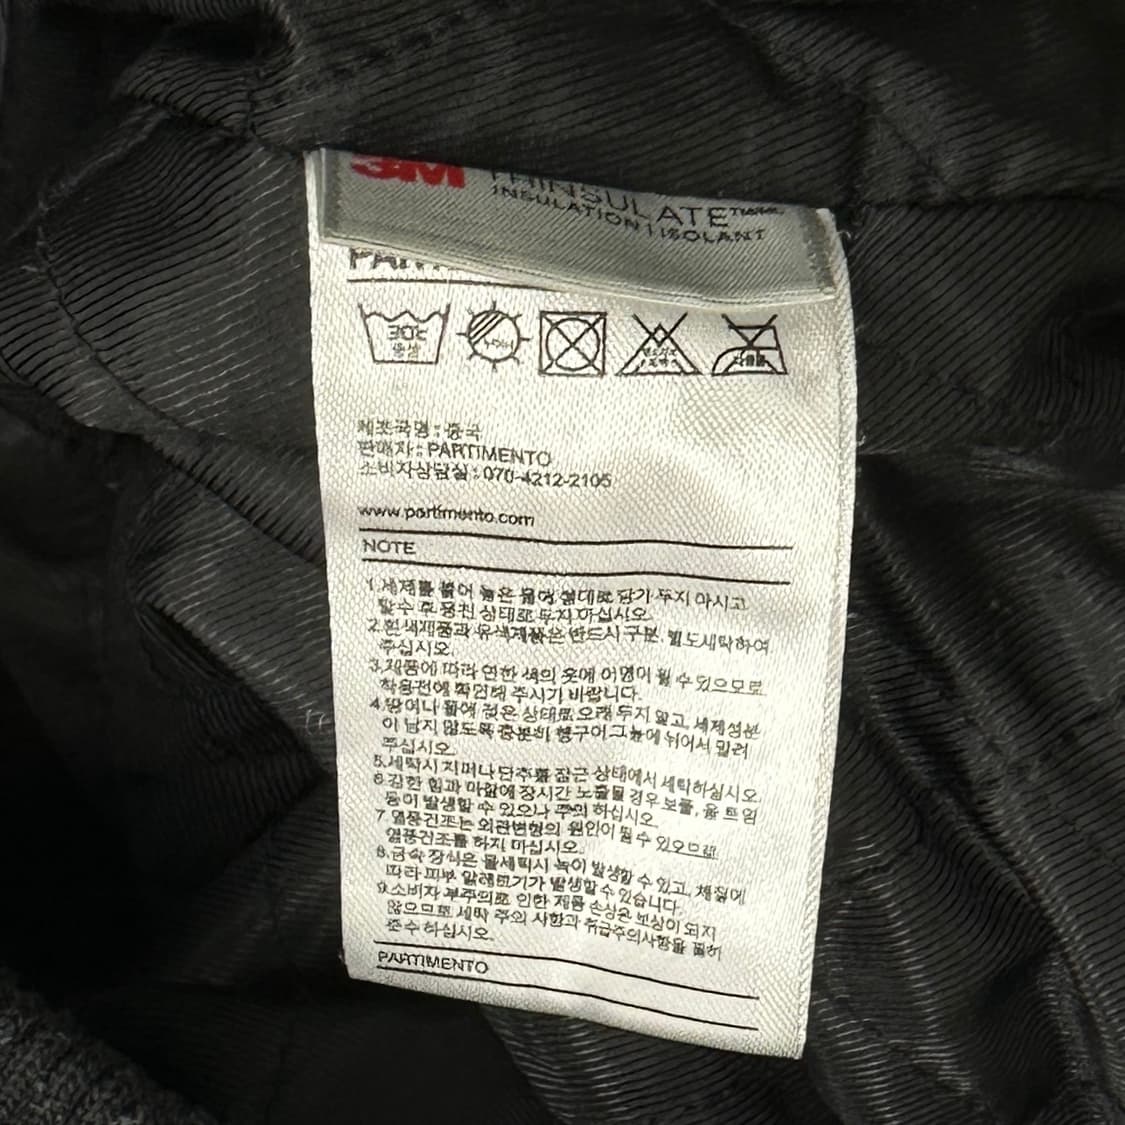 3M THINSULATE™
INSULATION | ISOLANT
30℃
중성
제조국명 : 중국
판매자 : PARTIMENTO
소비자상담실 : 070-4212-2105
www.partimento.com
NOTE
1.세제를 풀어 놓은 물에 절대로 담가 두지 마시고
탈수 후 뭉친 상태로 두지 마십시오.
2.흰색제품과 유색제품은 반드시 구분 별도세탁하여
주십시오.
3.제품에 따라 연한 색의 옷에 이염이 될 수 있으므로
착용전에 확인해 주시기 바랍니다.
4.땀이나 물에 젖은 상태로 오래 두지 말고, 세제성분
이 남지 않도록 충분히 헹구어 그늘에 뉘어서 말려
주십시오.
5.세탁시 지퍼나 단추를 잠근 상태에서 세탁하십시오.
6.강한 힘과 마찰에 장시간 노출될 경우 보풀, 올 트임
등이 발생할 수 있으니 주의 하십시오.
7.열풍건조는 외관변형의 원인이 될 수 있으므로
열풍건조를 하지 마십시오.
8.금속 장식은 물세탁시 녹이 발생할 수 있고, 체질에
따라 피부 알레르기가 발생할 수 있습니다.
9.소비자 부주의로 인한 제품 손상은 보상이 되지
않으므로 세탁 주의 사항과 취급주의사항을 필히
준수 하십시오.
PARTIMENTO